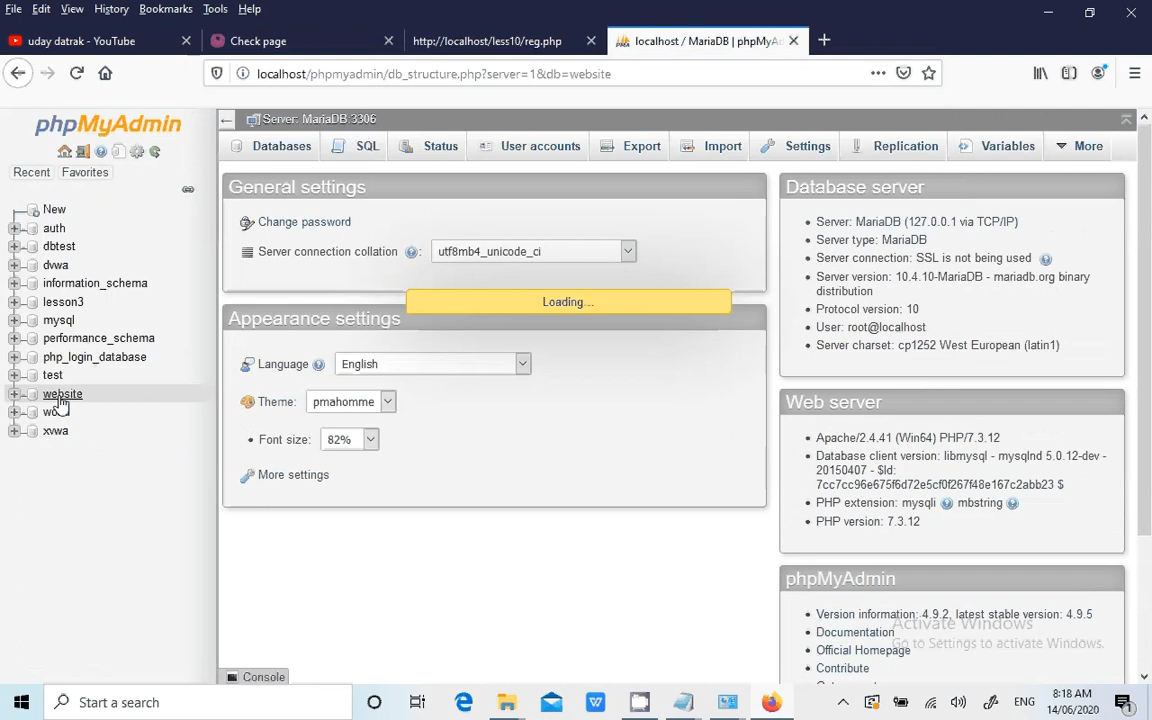 File Edit View History Bookmarks Tools Help
uday datrak - YouTube
Check page
http://localhost/less10/reg.php
localhost / MariaDB | phpMyAd
localhost/phpmyadmin/db_structure.php?server=1&db=website
phpMyAdmin
Recent Favorites
New
auth
dbtest
dvwa
information_schema
lesson3
mysql
performance_schema
php_login_database
test
website
xvwa
Server: MariaDB:3306
Databases SQL Status User accounts Export Import Settings Replication Variables More
General settings
Change password
Server connection collation : utf8mb4_unicode_ci
Loading...
Appearance settings
Language English
Theme: pmahomme
Font size: 82%
More settings
Database server
Server: MariaDB (127.0.0.1 via TCP/IP)
Server type: MariaDB
Server connection: SSL is not being used
Server version: 10.4.10-MariaDB - mariadb.org binary
distribution
Protocol version: 10
User: root@localhost
Server charset: cp1252 West European (latin1)
Web server
Apache/2.4.41 (Win64) PHP/7.3.12
Database client version: libmysql - mysqlnd 5.0.12-dev -
20150407 - $Id:
7cc7cc96e675f6d72e5cf0f267f48e167c2abb23 $
PHP extension: mysqli mbstring
PHP version: 7.3.12
phpMyAdmin
Version information: 4.9.2, latest stable version: 4.9.5
Documentation
Official Homepage
Contribute
Activate Windows
Go to Settings to activate Windows.
Console
Start a search
ENG
8:18 AM
14/06/2020
1